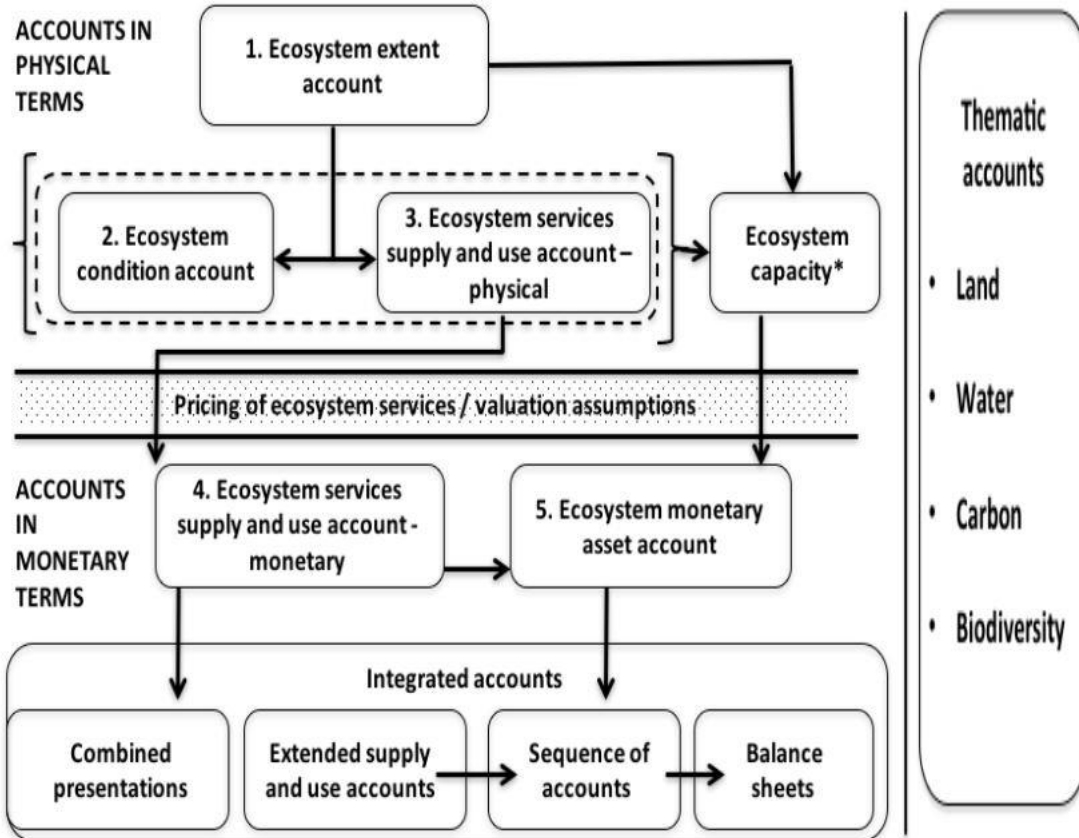 ACCOUNTS IN
PHYSICAL
TERMS
1. Ecosystem extent
account
2. Ecosystem
condition account
3. Ecosystem services
supply and use account –
physical
Ecosystem
capacity*
Pricing of ecosystem services / valuation assumptions
ACCOUNTS
IN
MONETARY
TERMS
4. Ecosystem services
supply and use account -
monetary
5. Ecosystem monetary
asset account
Integrated accounts
Combined
presentations
Extended supply
and use accounts
Sequence of
accounts
Balance
sheets
Thematic
accounts
• Land
• Water
• Carbon
• Biodiversity